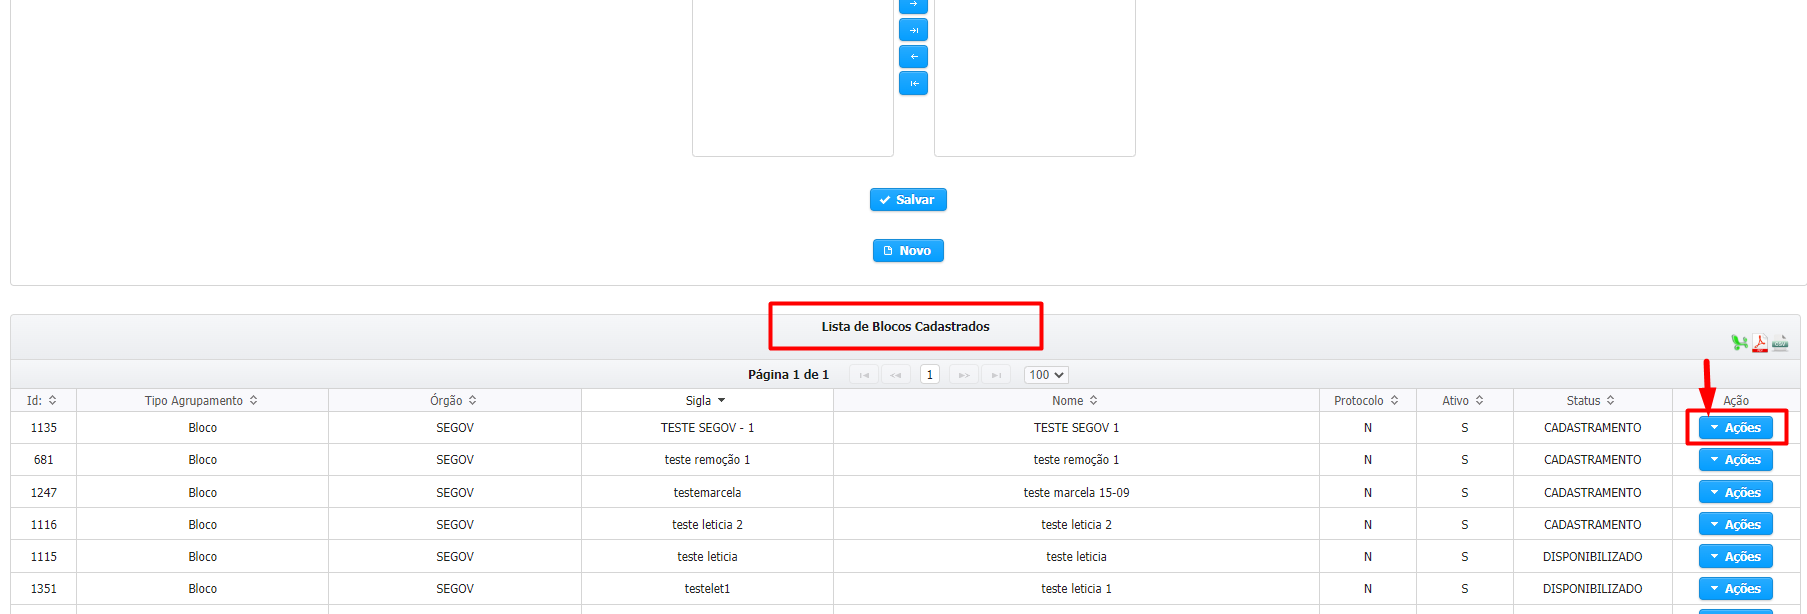 Salvar
Novo
Lista de Blocos Cadastrados
Página 1 de 1 1 100
Id: Tipo Agrupamento Órgão Sigla Nome Protocolo Ativo Status Ação
1135 Bloco SEGOV TESTE SEGOV - 1 TESTE SEGOV 1 N S CADASTRAMENTO Ações
681 Bloco SEGOV teste remoção 1 teste remoção 1 N S CADASTRAMENTO Ações
1247 Bloco SEGOV testemarcela teste marcela 15-09 N S CADASTRAMENTO Ações
1116 Bloco SEGOV teste leticia 2 teste leticia 2 N S CADASTRAMENTO Ações
1115 Bloco SEGOV teste leticia teste leticia N S DISPONIBILIZADO Ações
1351 Bloco SEGOV testelet1 teste leticia 1 N S DISPONIBILIZADO Ações